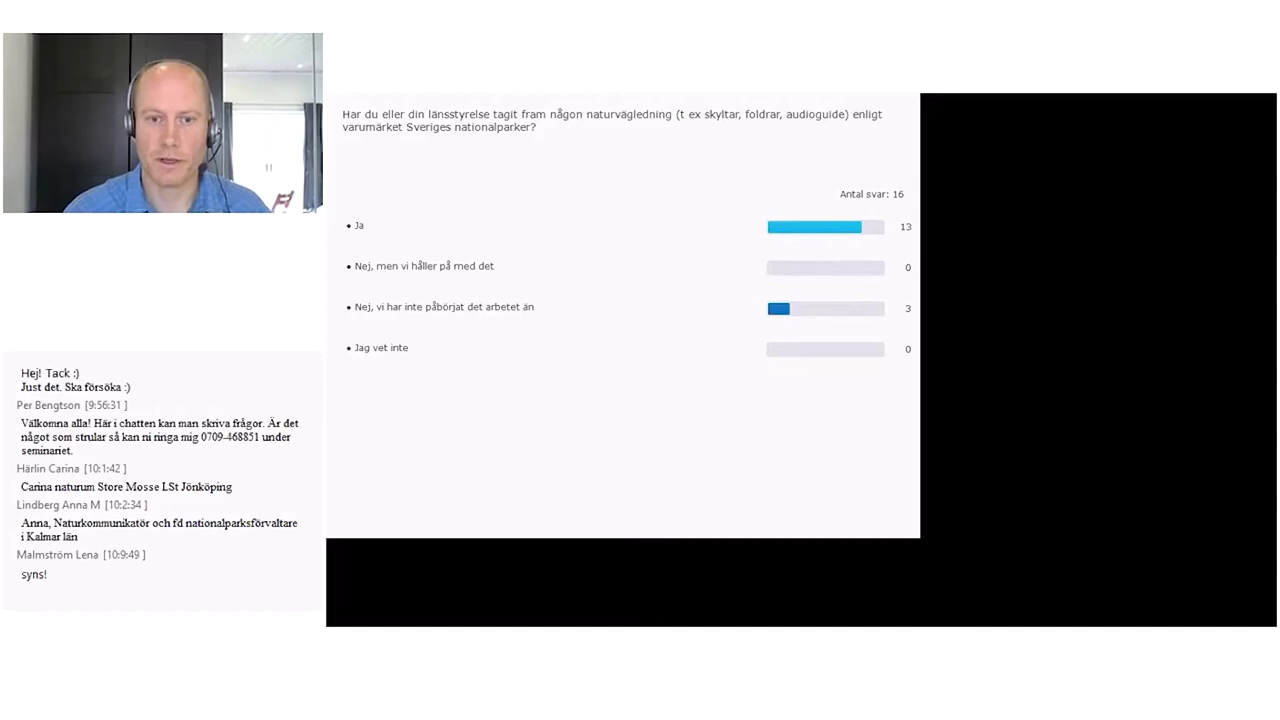 Har du eller din länsstyrelse tagit fram någon naturvägledning (t ex skyltar, foldrar, audioguide) enligt
varumärket Sveriges nationalparker?
Antal svar: 16
• Ja 13
• Nej, men vi håller på med det 0
• Nej, vi har inte påbörjat det arbetet än 3
• Jag vet inte 0
Hej! Tack :)
Just det. Ska försöka :)
Per Bengtson [9:56:31 ]
Välkomna alla! Här i chatten kan man skriva frågor. Är det
något som strular så kan ni ringa mig 0709-468851 under
seminariet.
Härlin Carina [10:1:42 ]
Carina naturum Store Mosse LSt Jönköping
Lindberg Anna M [10:2:34 ]
Anna, Naturkommunikatör och fd nationalparksförvaltare
i Kalmar län
Malmström Lena [10:9:49 ]
syns!